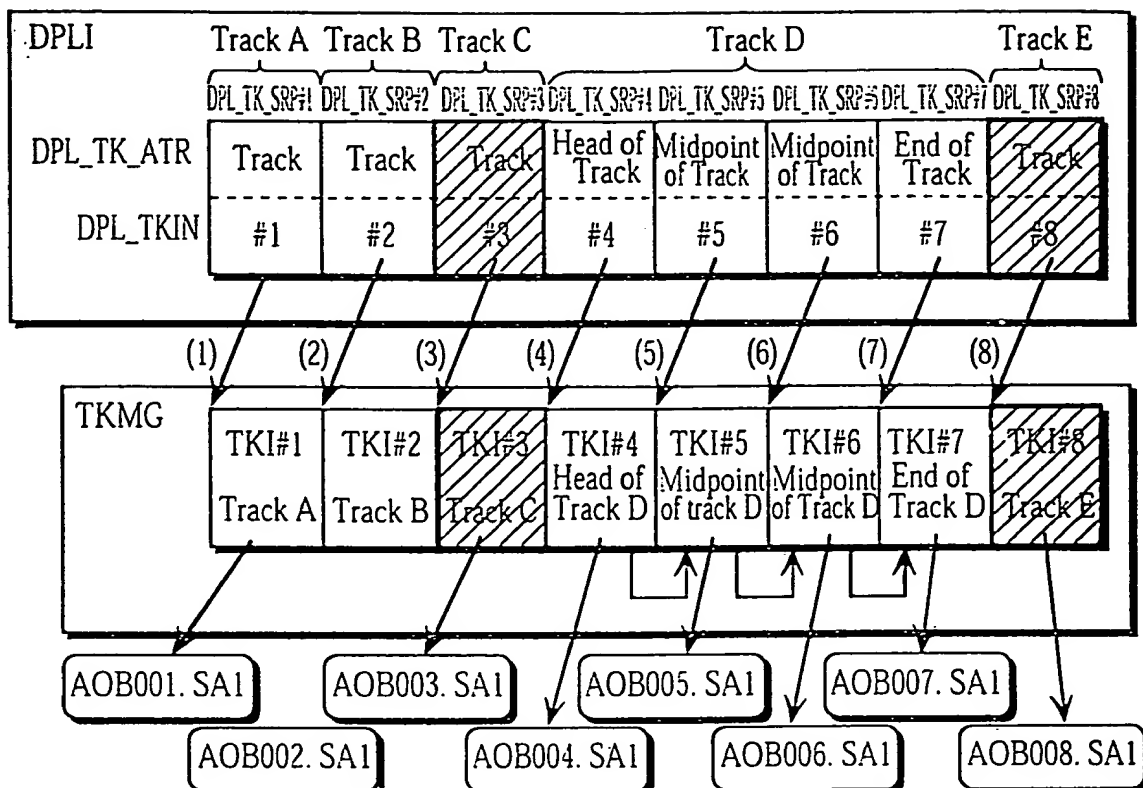 DPLI
Track A Track B Track C Track D Track E
DPL_TK_SRP#1 DPL_TK_SRP#2 DPL_TK_SRP#3 DPL_TK_SRP#4 DPL_TK_SRP#5 DPL_TK_SRP#6 DPL_TK_SRP#7 DPL_TK_SRP#8
DPL_TK_ATR
Track
Track
Track
Head of
Track
Midpoint
of Track
Midpoint
of Track
End of
Track
Track
DPL_TKIN
#1 #2 #3 #4 #5 #6 #7 #8
(1) (2) (3) (4) (5) (6) (7) (8)
TKMG
TKI#1
Track A
TKI#2
Track B
TKI#3
Track C
TKI#4
Head of
Track D
TKI#5
Midpoint
of track D
TKI#6
Midpoint
of Track D
TKI#7
End of
Track D
TKI#8
Track E
AOB001. SA1 AOB003. SA1 AOB005. SA1 AOB007. SA1
AOB002. SA1 AOB004. SA1 AOB006. SA1 AOB008. SA1